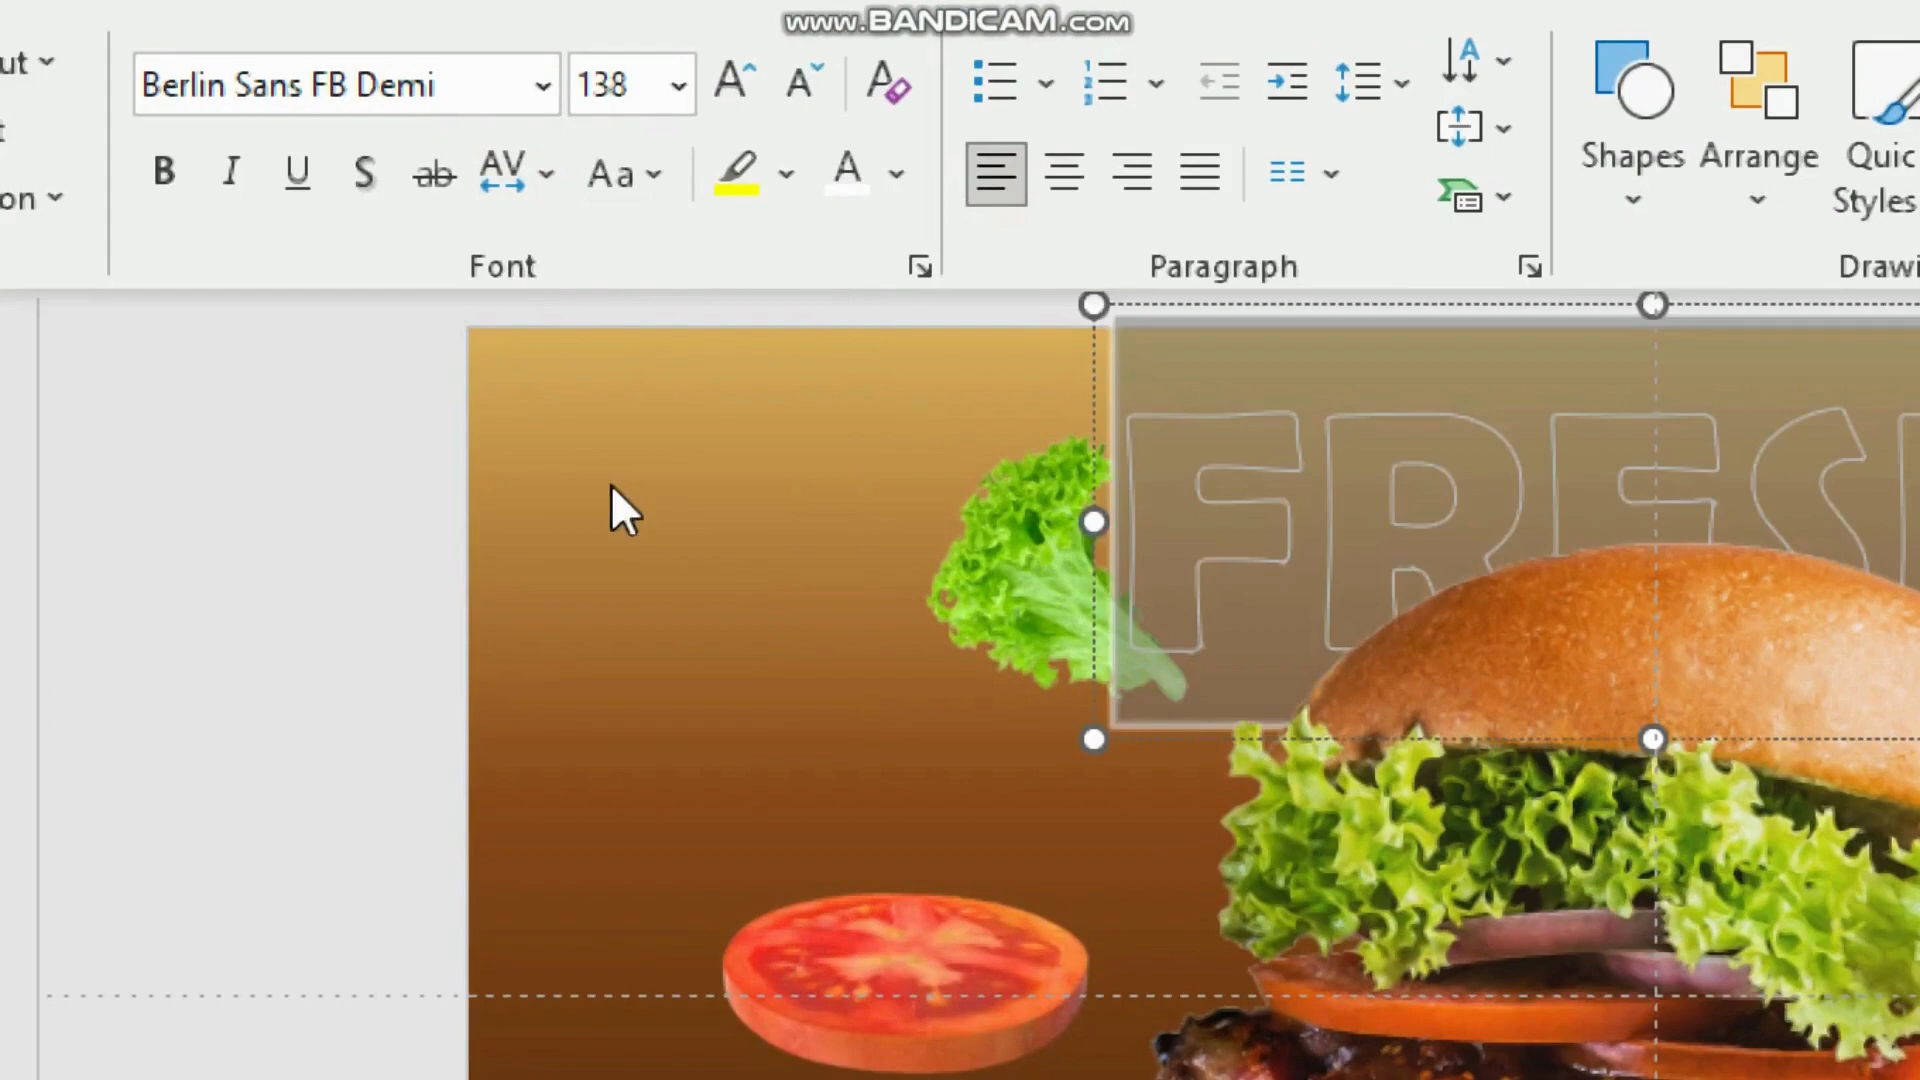 www.BANDICAM.com
ut
Berlin Sans FB Demi
138
A
A
A
A
t
B I U S ab AV Aa A
on
Shapes
Arrange
Quic
Styles
Font
Paragraph
Drawi
FRES